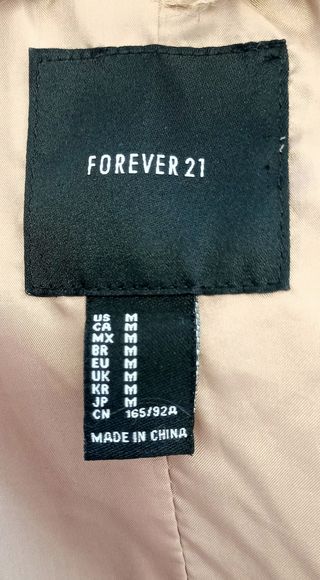 FOREVER 21
US M
CA M
MX M
BR M
EU M
UK M
KR M
JP M
CN 165/92A
MADE IN CHINA